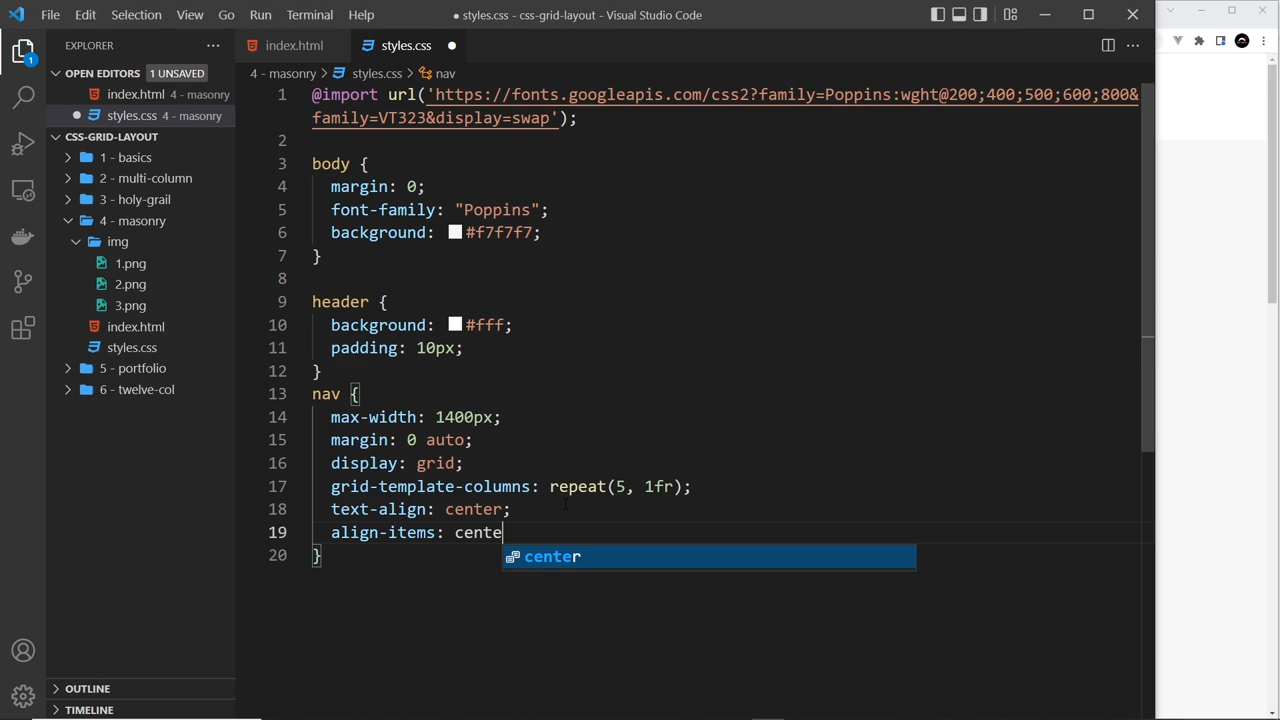 File Edit Selection View Go Run Terminal Help
● styles.css - css-grid-layout - Visual Studio Code
EXPLORER
index.html
styles.css
OPEN EDITORS 1 UNSAVED
4 - masonry > styles.css > nav
index.html 4 - masonry
styles.css 4 - masonry
CSS-GRID-LAYOUT
1 - basics
2 - multi-column
3 - holy-grail
4 - masonry
img
1.png
2.png
3.png
index.html
styles.css
5 - portfolio
6 - twelve-col
OUTLINE
TIMELINE
1
1 @import url('https://fonts.googleapis.com/css2?family=Poppins:wght@200;400;500;600;800&
family=VT323&display=swap');
2
3 body {
4 margin: 0;
5 font-family: "Poppins";
6 background: #f7f7f7;
7 }
8
9 header {
10 background: #fff;
11 padding: 10px;
12 }
13 nav {
14 max-width: 1400px;
15 margin: 0 auto;
16 display: grid;
17 grid-template-columns: repeat(5, 1fr);
18 text-align: center;
19 align-items: cente
center
20 }